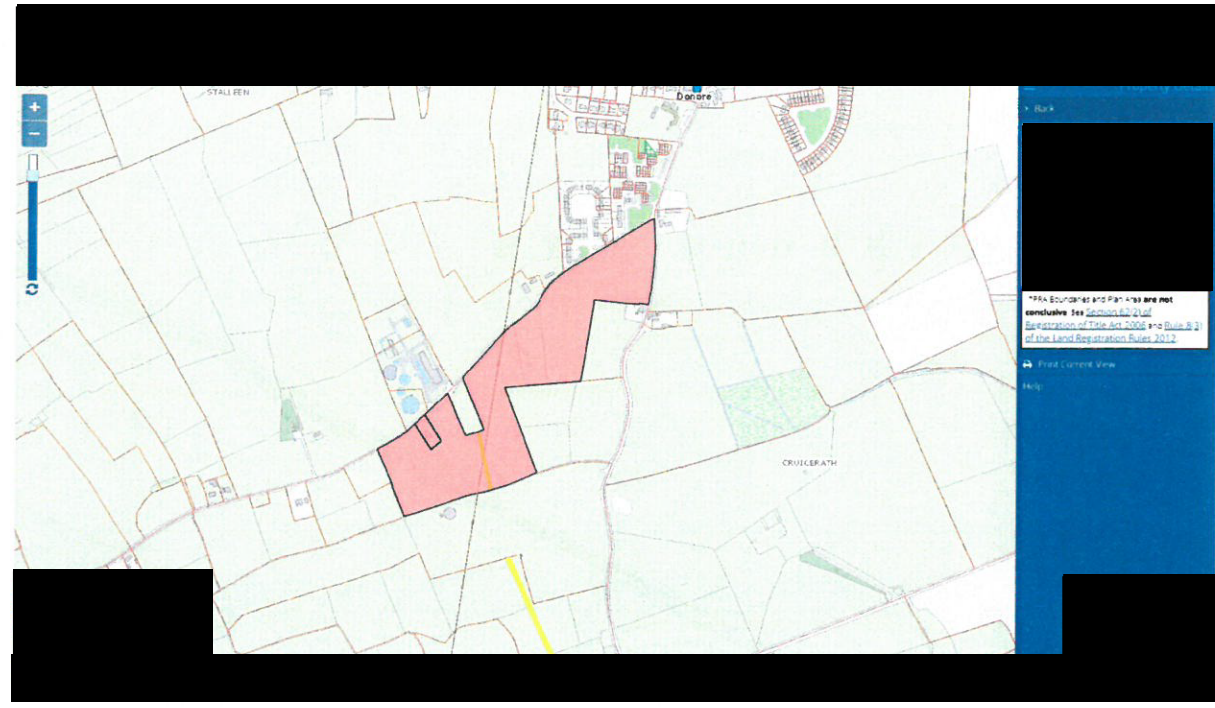 STALLEEN
Donore
+
−
Back
*PRA Boundaries and Plan Area are not
conclusive. See Section 62(2) of
Registration of Title Act 2006 and Rule 8(3)
of the Land Registration Rules 2012.
Print Current View
Help
CRUICERATH